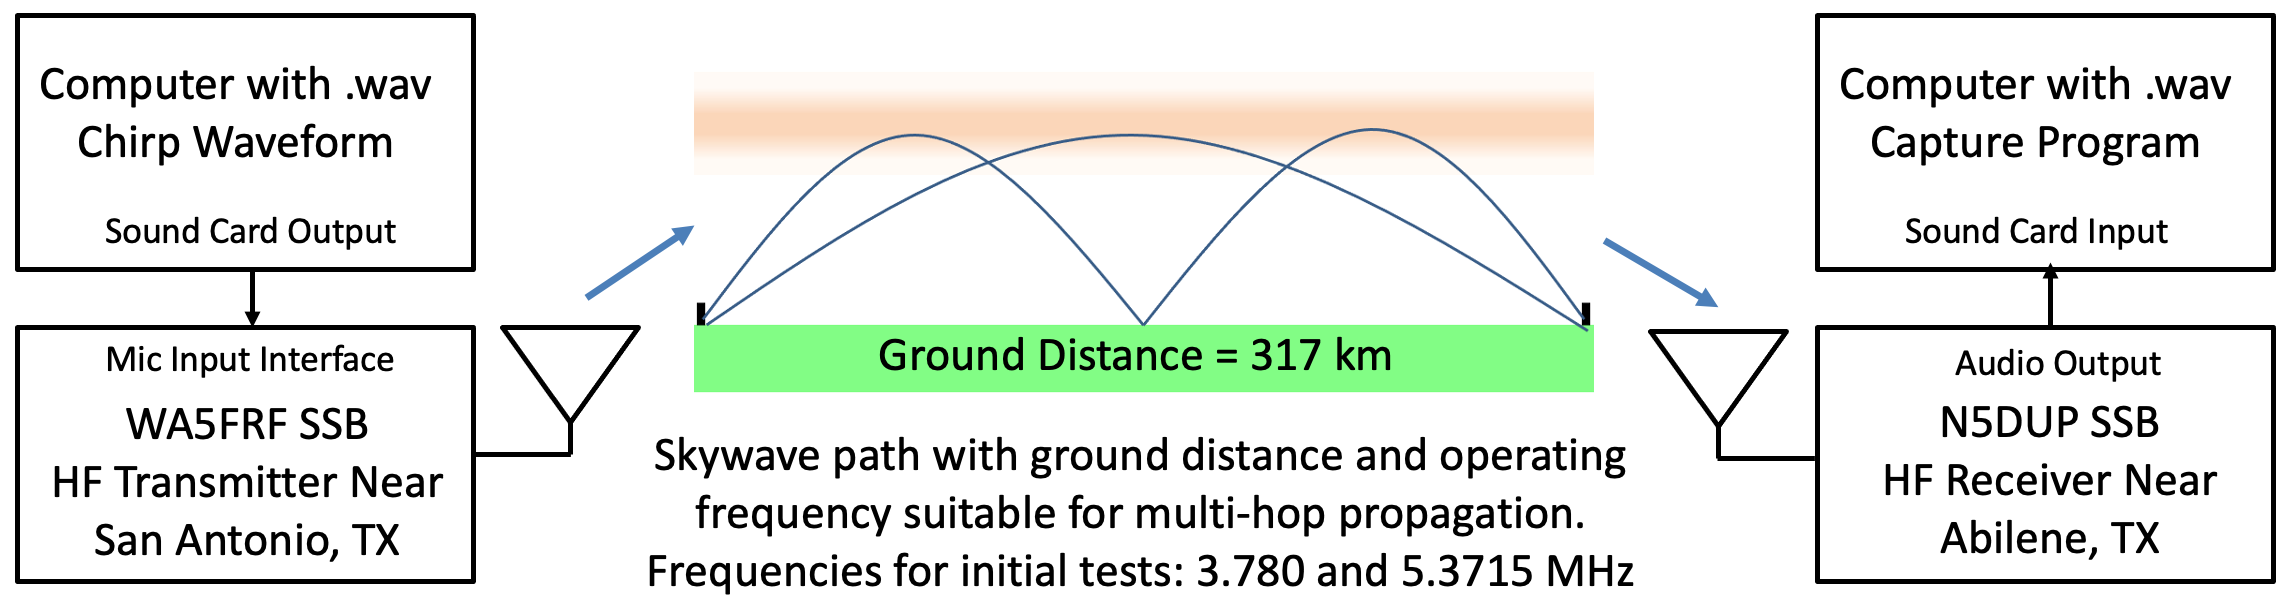 Computer with .wav
Chirp Waveform
Sound Card Output
Mic Input Interface
WA5FRF SSB
HF Transmitter Near
San Antonio, TX
Ground Distance = 317 km
Skywave path with ground distance and operating
frequency suitable for multi-hop propagation.
Frequencies for initial tests: 3.780 and 5.3715 MHz
Computer with .wav
Capture Program
Sound Card Input
Audio Output
N5DUP SSB
HF Receiver Near
Abilene, TX